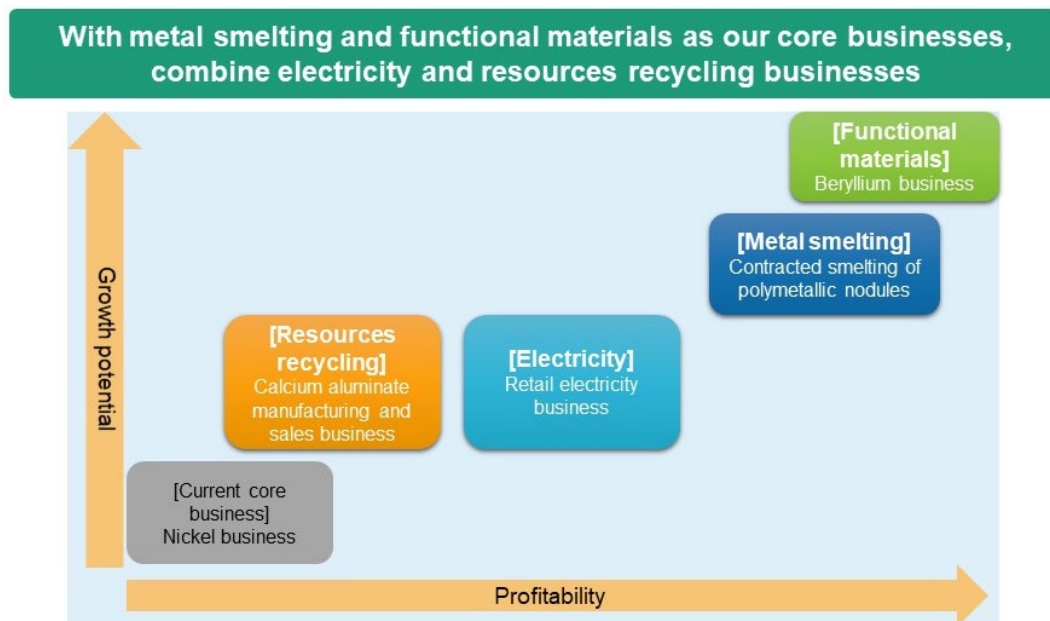 With metal smelting and functional materials as our core businesses,
combine electricity and resources recycling businesses
[Functional
materials]
Beryllium business
[Metal smelting]
Contracted smelting of
polymetallic nodules
[Resources
recycling]
Calcium aluminate
manufacturing and
sales business
[Electricity]
Retail electricity
business
[Current core
business]
Nickel business
Growth potential
Profitability